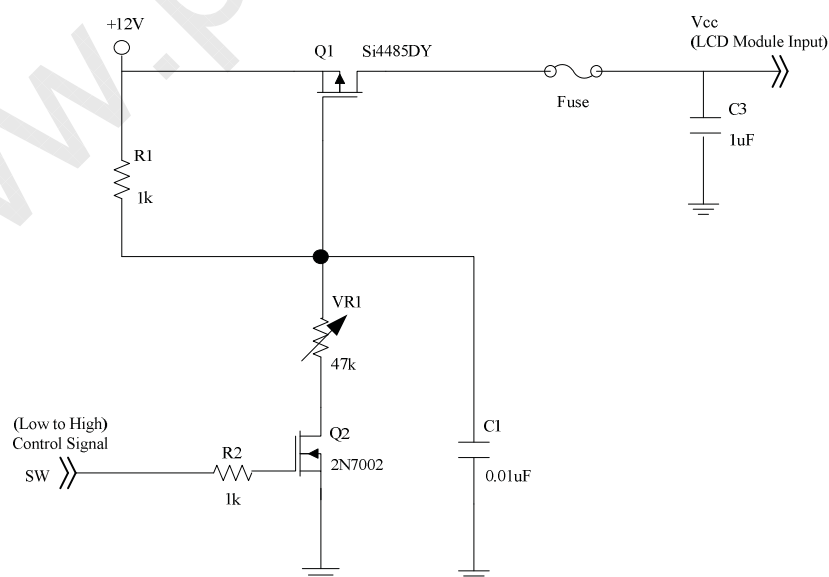 +12V
Q1
Si4485DY
Vcc
(LCD Module Input)
Fuse
C3
1uF
R1
1k
VR1
47k
(Low to High)
Control Signal
SW
R2
1k
Q2
2N7002
C1
0.01uF